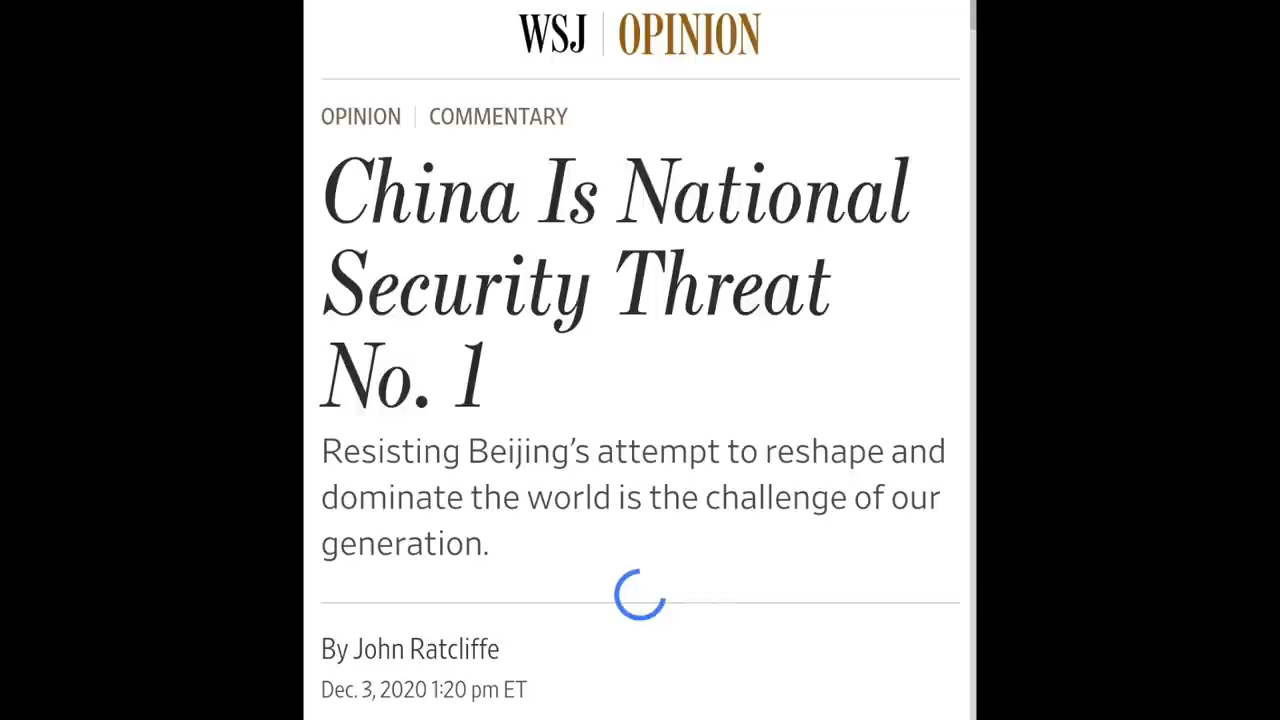 WSJ | OPINION
OPINION | COMMENTARY
China Is National
Security Threat
No. 1
Resisting Beijing’s attempt to reshape and
dominate the world is the challenge of our
generation.
By John Ratcliffe
Dec. 3, 2020 1:20 pm ET